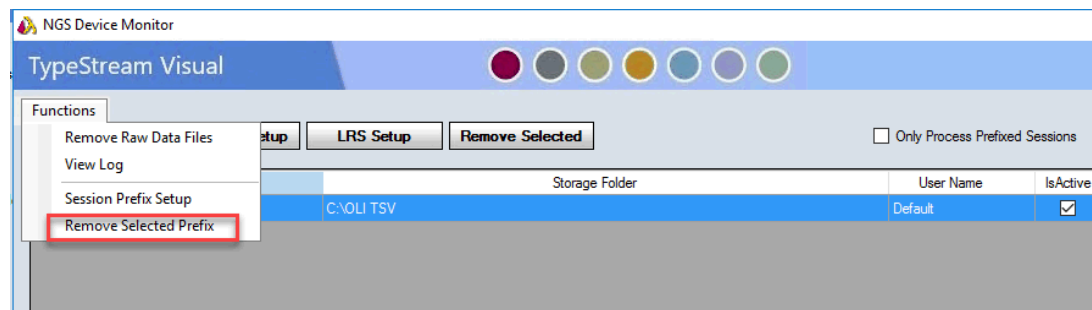 NGS Device Monitor
TypeStream Visual
Functions
Remove Raw Data Files
View Log
Session Prefix Setup
Remove Selected Prefix
etup LRS Setup Remove Selected Only Process Prefixed Sessions
Storage Folder User Name IsActive
C:\OLI TSV Default